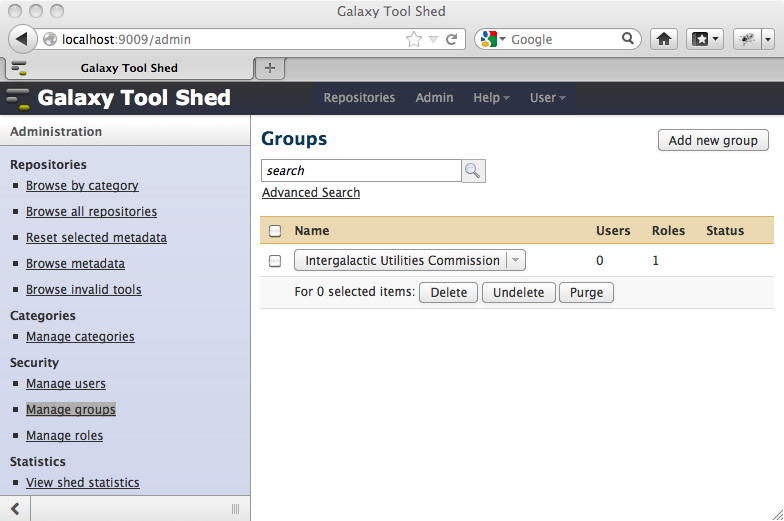 Galaxy Tool Shed
localhost:9009/admin
Google
Galaxy Tool Shed
Galaxy Tool Shed
Repositories Admin Help User
Administration
Repositories
Browse by category
Browse all repositories
Reset selected metadata
Browse metadata
Browse invalid tools
Categories
Manage categories
Security
Manage users
Manage groups
Manage roles
Statistics
View shed statistics
Groups
Add new group
search
Advanced Search
Name Users Roles Status
Intergalactic Utilities Commission 0 1
For 0 selected items: Delete Undelete Purge